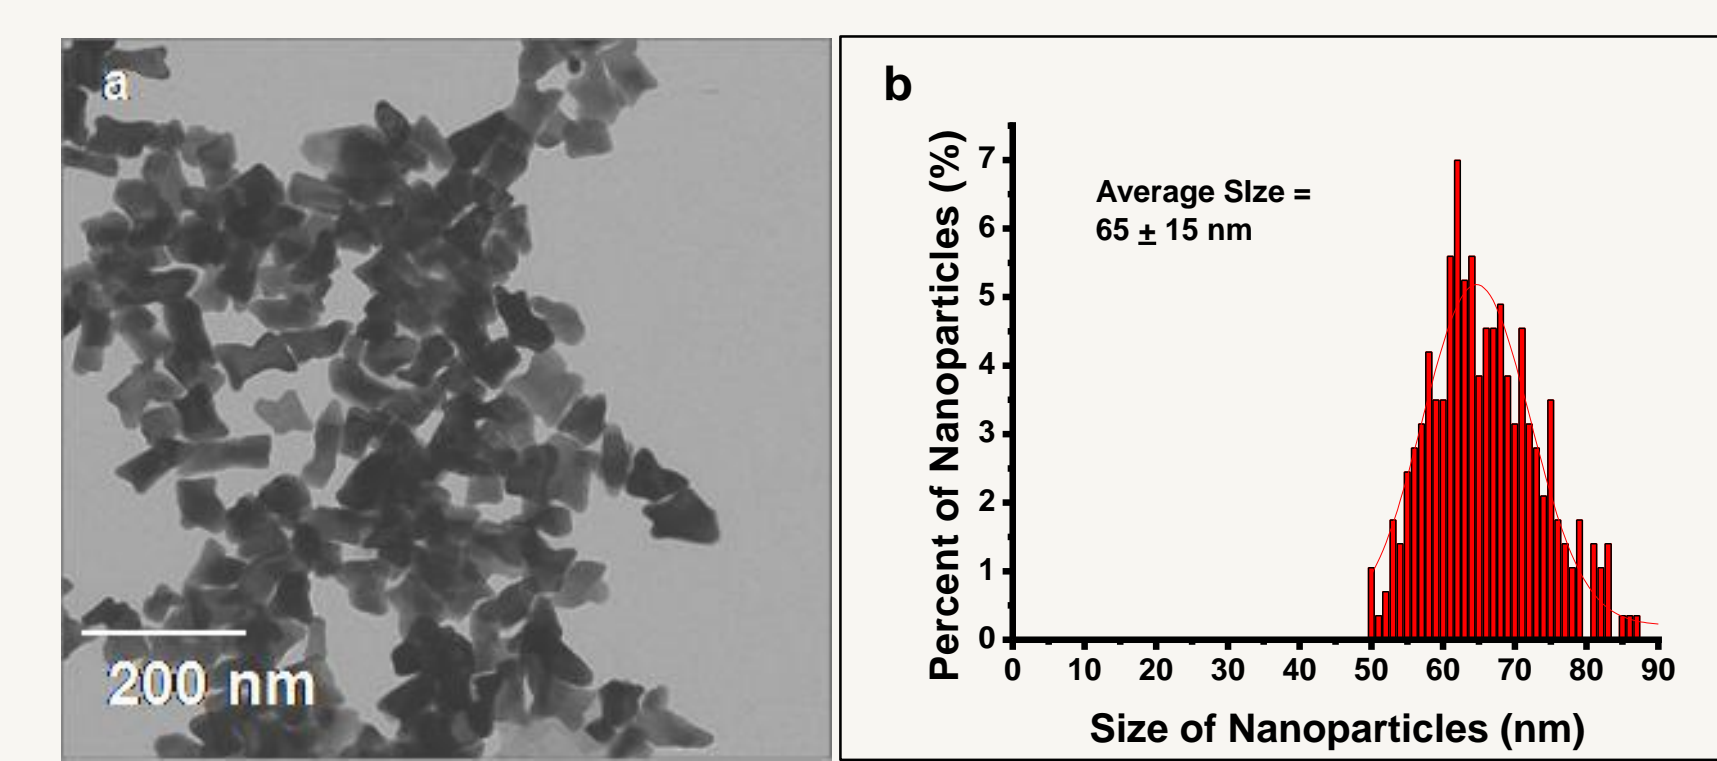 a
200 nm
b
Average SIze =
65 ± 15 nm
Percent of Nanoparticles (%)
7
6
5
4
3
2
1
0
0 10 20 30 40 50 60 70 80 90
Size of Nanoparticles (nm)